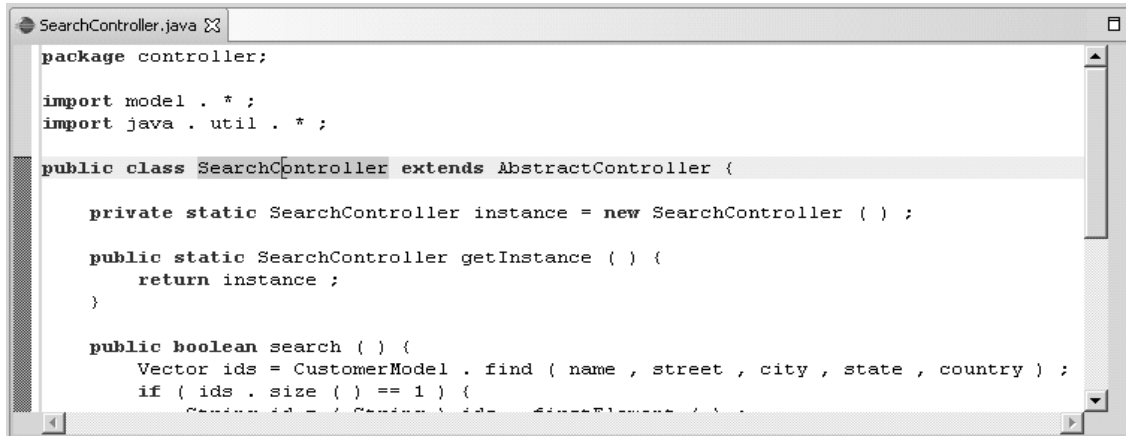 SearchController.java
package controller;
import model . * ;
import java . util . * ;
public class SearchController extends AbstractController {
private static SearchController instance = new SearchController ( ) ;
public static SearchController getInstance ( ) {
return instance ;
}
public boolean search ( ) {
Vector ids = CustomerModel . find ( name , street , city , state , country ) ;
if ( ids . size ( ) == 1 ) {